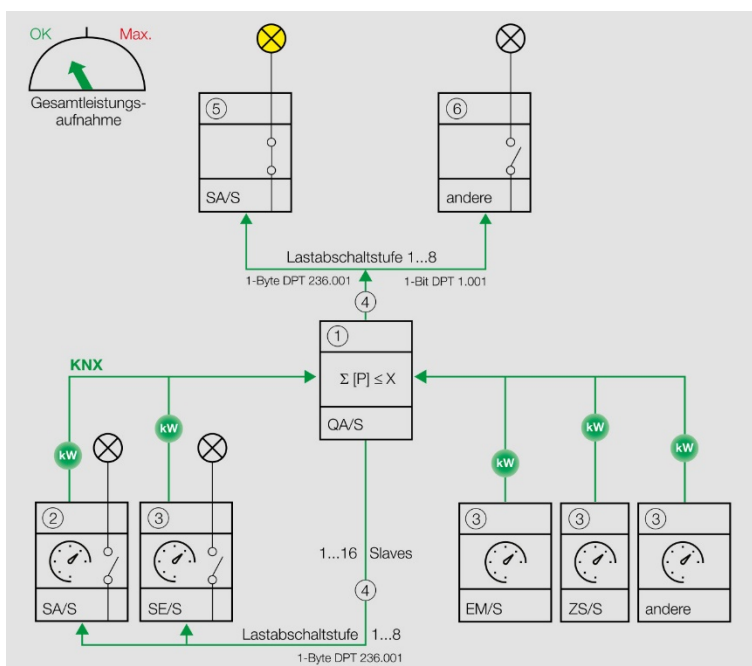 OK
Max.
Gesamtleistungs-
aufnahme
5
SA/S
6
andere
Lastabschaltstufe 1...8
1-Byte DPT 236.001
1-Bit DPT 1.001
4
1
Σ [P] ≤ X
QA/S
KNX
kW
kW
kW
kW
kW
2
SA/S
3
SE/S
1...16 Slaves
4
3
EM/S
3
ZS/S
3
andere
Lastabschaltstufe 1...8
1-Byte DPT 236.001